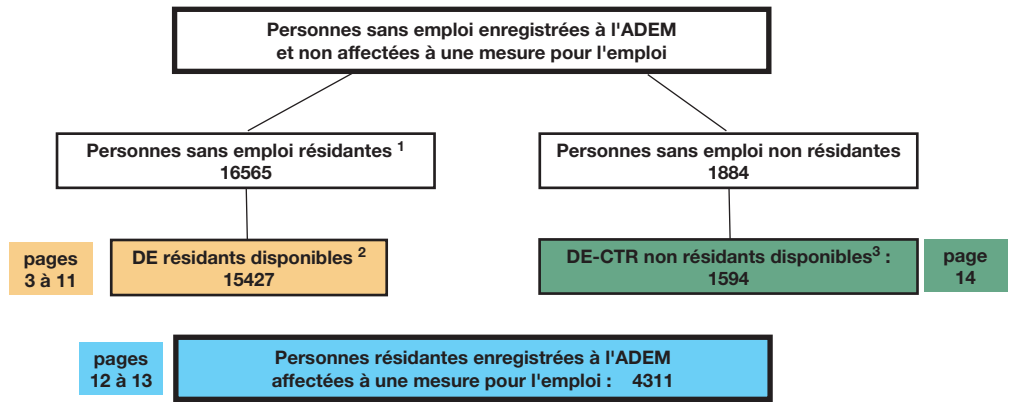 Personnes sans emploi enregistrées à l'ADEM
et non affectées à une mesure pour l'emploi
Personnes sans emploi résidantes 1
16565
Personnes sans emploi non résidantes
1884
pages
3 à 11
DE résidants disponibles 2
15427
DE-CTR non résidants disponibles3 :
1594
page
14
pages
12 à 13
Personnes résidantes enregistrées à l'ADEM
affectées à une mesure pour l'emploi : 4311